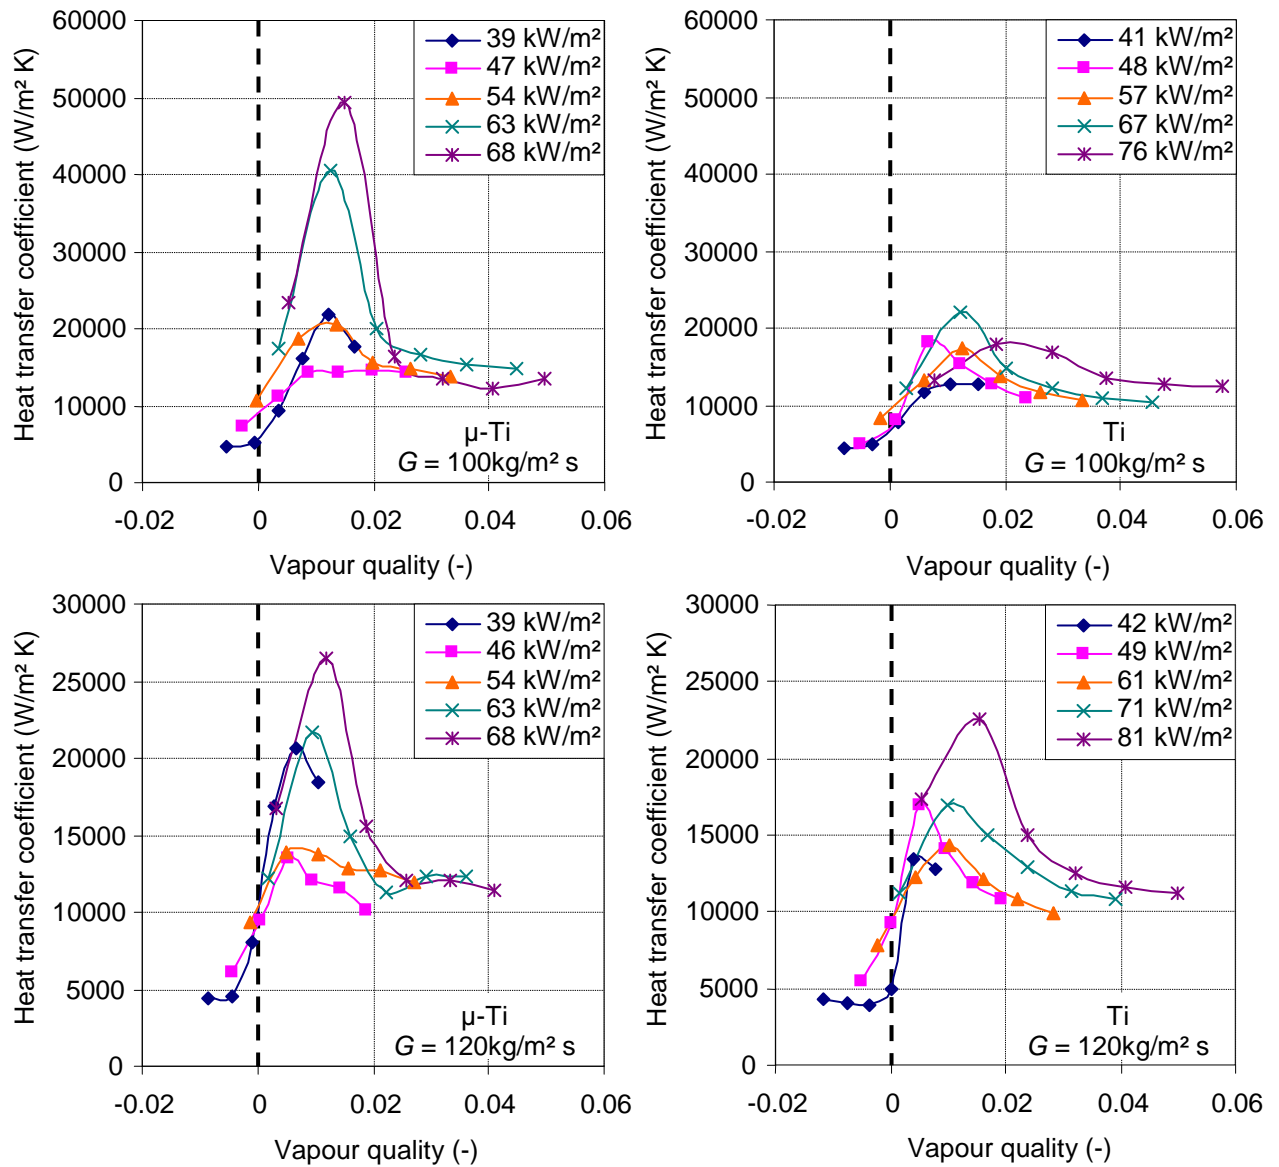 Heat transfer coefficient (W/m² K)
60000
50000
40000
30000
20000
10000
0
39 kW/m²
47 kW/m²
54 kW/m²
63 kW/m²
68 kW/m²
µ-Ti
G = 100kg/m² s
-0.02
0
0.02
0.04
0.06
Vapour quality (-)
Heat transfer coefficient (W/m² K)
60000
50000
40000
30000
20000
10000
0
41 kW/m²
48 kW/m²
57 kW/m²
67 kW/m²
76 kW/m²
Ti
G = 100kg/m² s
-0.02
0
0.02
0.04
0.06
Vapour quality (-)
Heat transfer coefficient (W/m² K)
30000
25000
20000
15000
10000
5000
0
39 kW/m²
46 kW/m²
54 kW/m²
63 kW/m²
68 kW/m²
µ-Ti
G = 120kg/m² s
-0.02
0
0.02
0.04
0.06
Vapour quality (-)
Heat transfer coefficient (W/m² K)
30000
25000
20000
15000
10000
5000
0
42 kW/m²
49 kW/m²
61 kW/m²
71 kW/m²
81 kW/m²
Ti
G = 120kg/m² s
-0.02
0
0.02
0.04
0.06
Vapour quality (-)